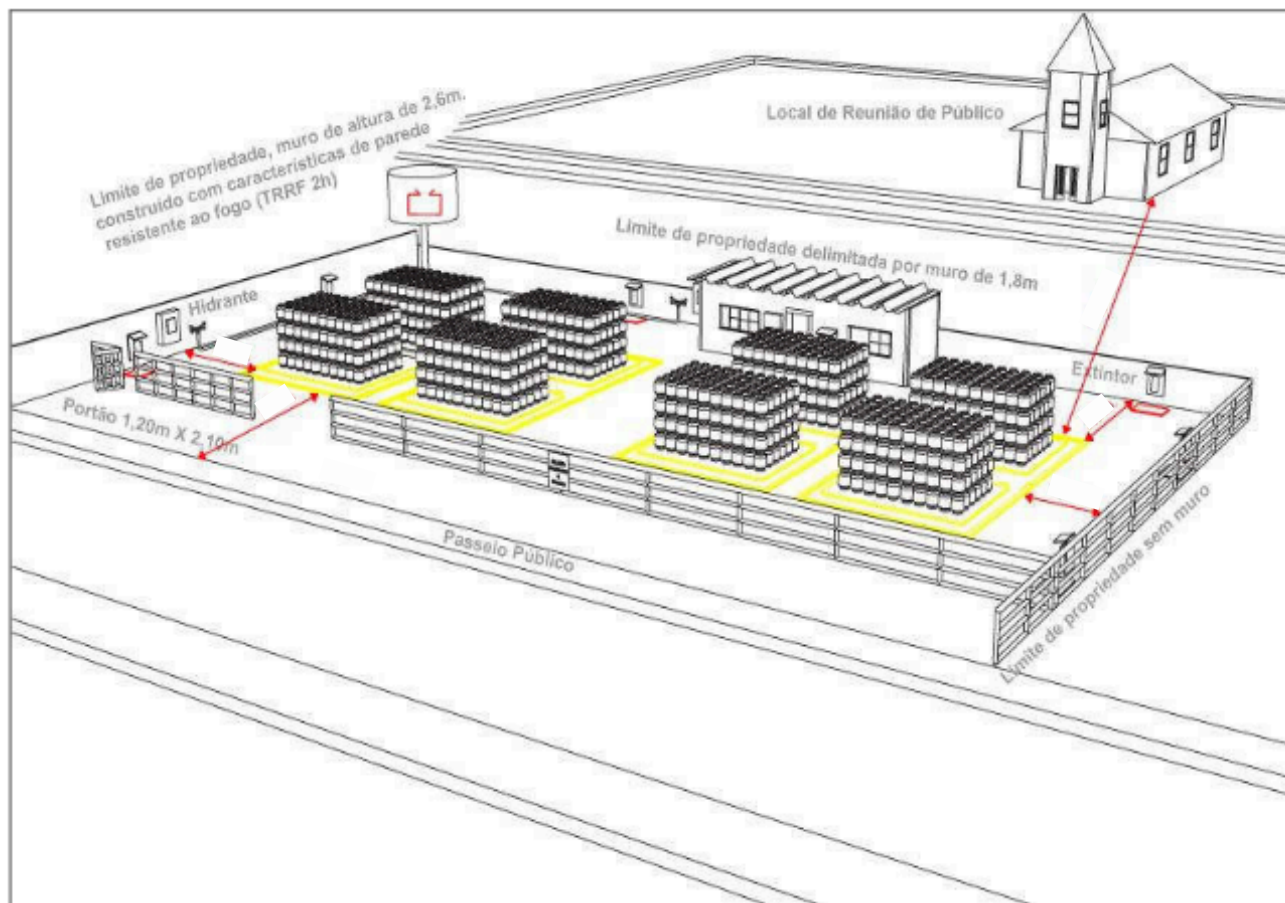 Local de Reunião de Público
Limite de propriedade, muro de altura de 2,6m.
construido com características de parede
resistente ao fogo (TRRF 2h)
Limite de propriedade delimitada por muro de 1,8m
Hidrante
Extintor
Portão 1,20m X 2,10m
Passeio Público
Limite de propriedade sem muro